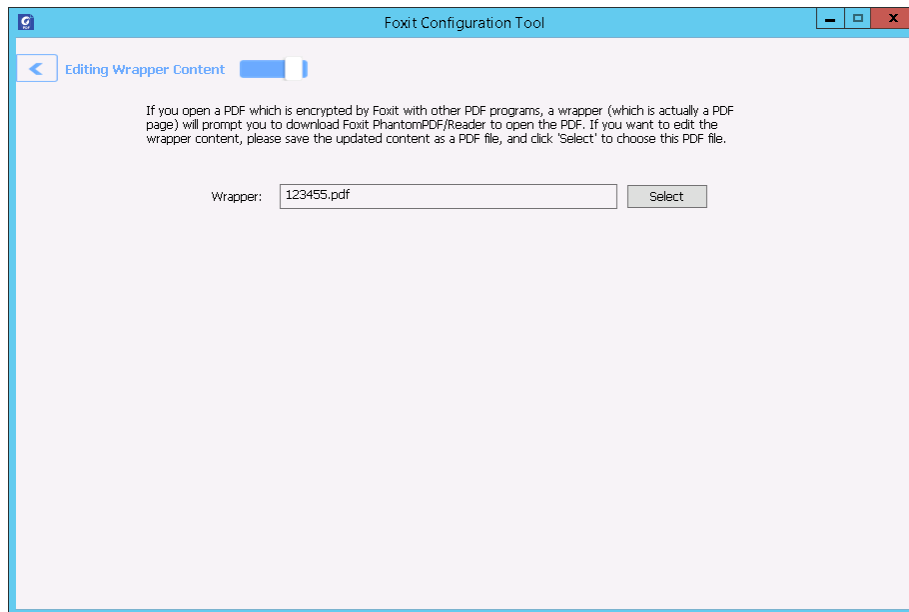 Foxit Configuration Tool
Editing Wrapper Content
If you open a PDF which is encrypted by Foxit with other PDF programs, a wrapper (which is actually a PDF
page) will prompt you to download Foxit PhantomPDF/Reader to open the PDF. If you want to edit the
wrapper content, please save the updated content as a PDF file, and click 'Select' to choose this PDF file.
Wrapper: 123455.pdf Select